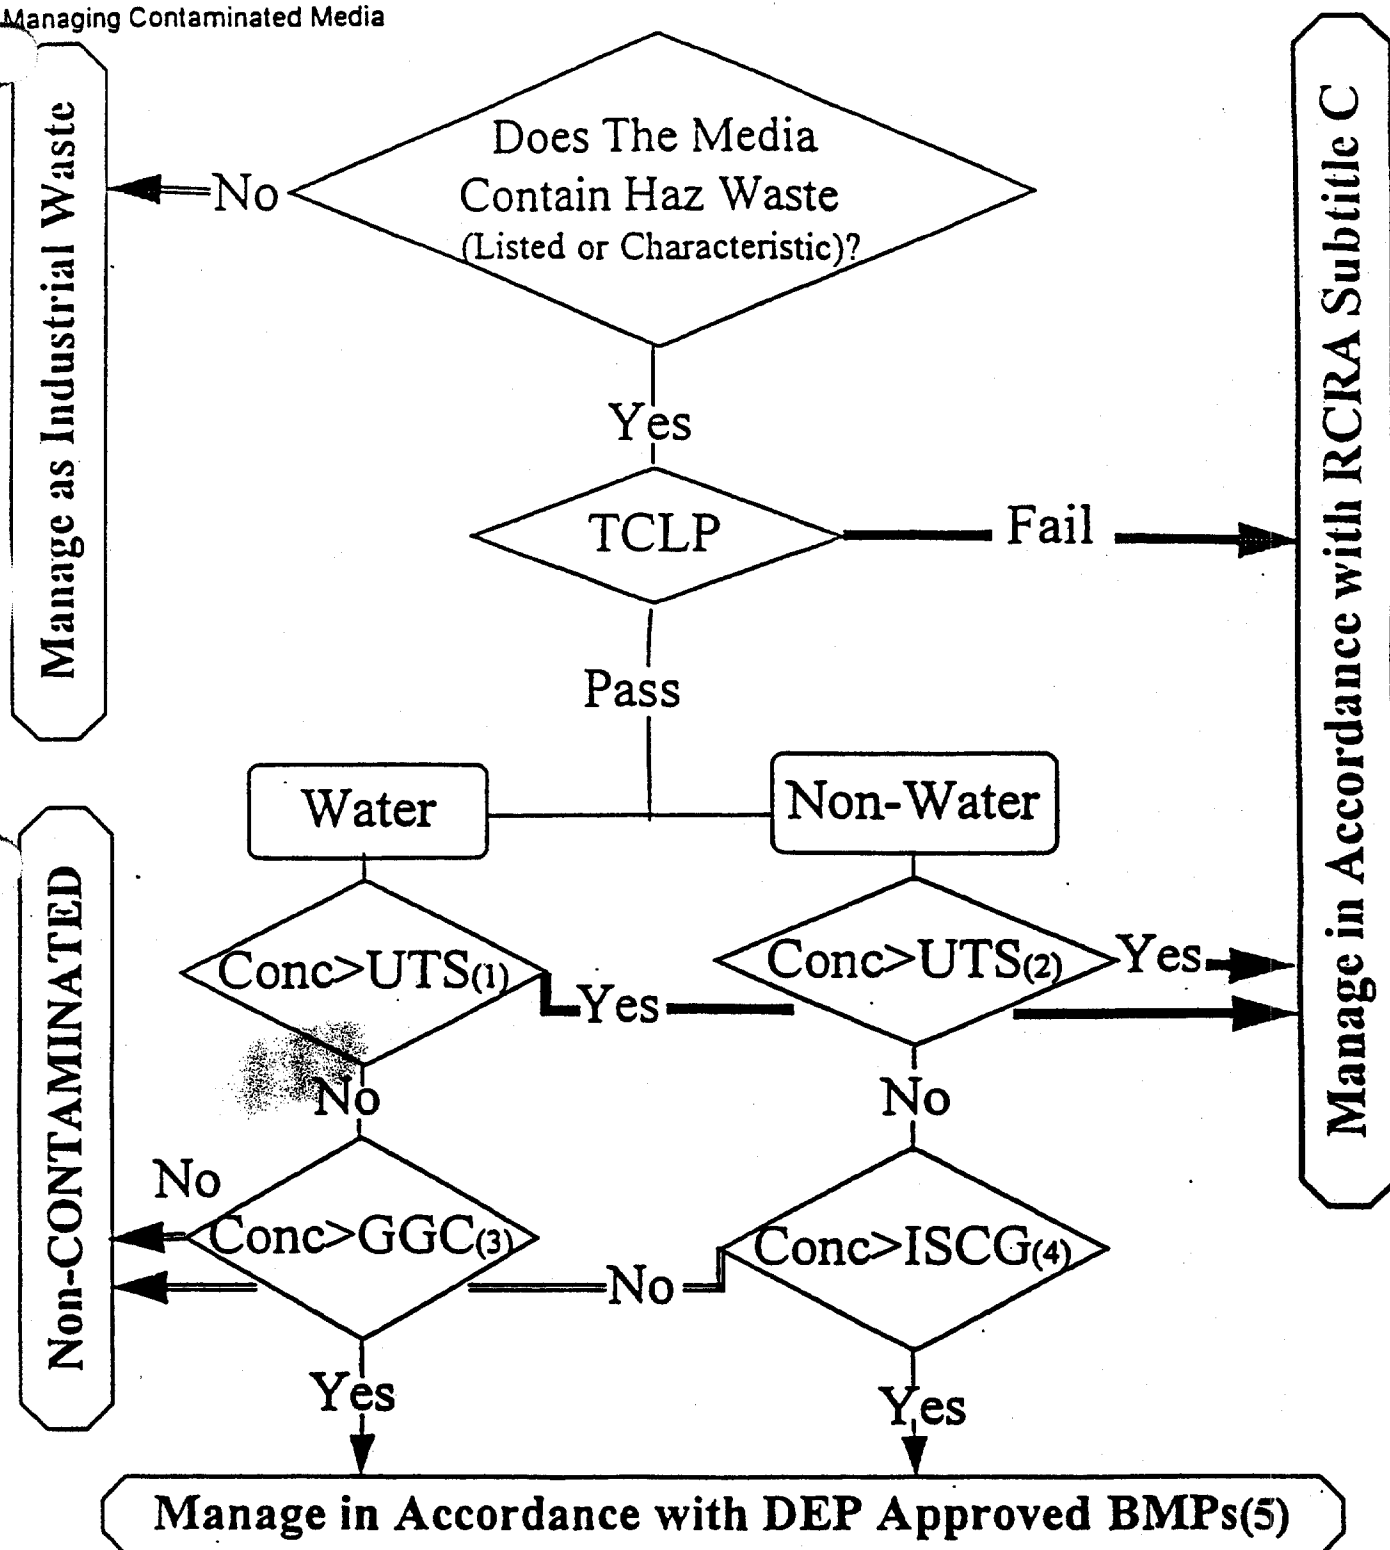 Managing Contaminated Media
Does The Media
Contain Haz Waste
(Listed or Characteristic)?
No
Manage as Industrial Waste
Yes
TCLP
Fail
Manage in Accordance with RCRA Subtitle C
Pass
Water
Non-Water
Conc>UTS(1)
Yes
Conc>UTS(2)
Yes
No
No
No
Conc>GGC(3)
No
Conc>ISCG(4)
Non-CONTAMINATED
Yes
Yes
Manage in Accordance with DEP Approved BMPs(5)